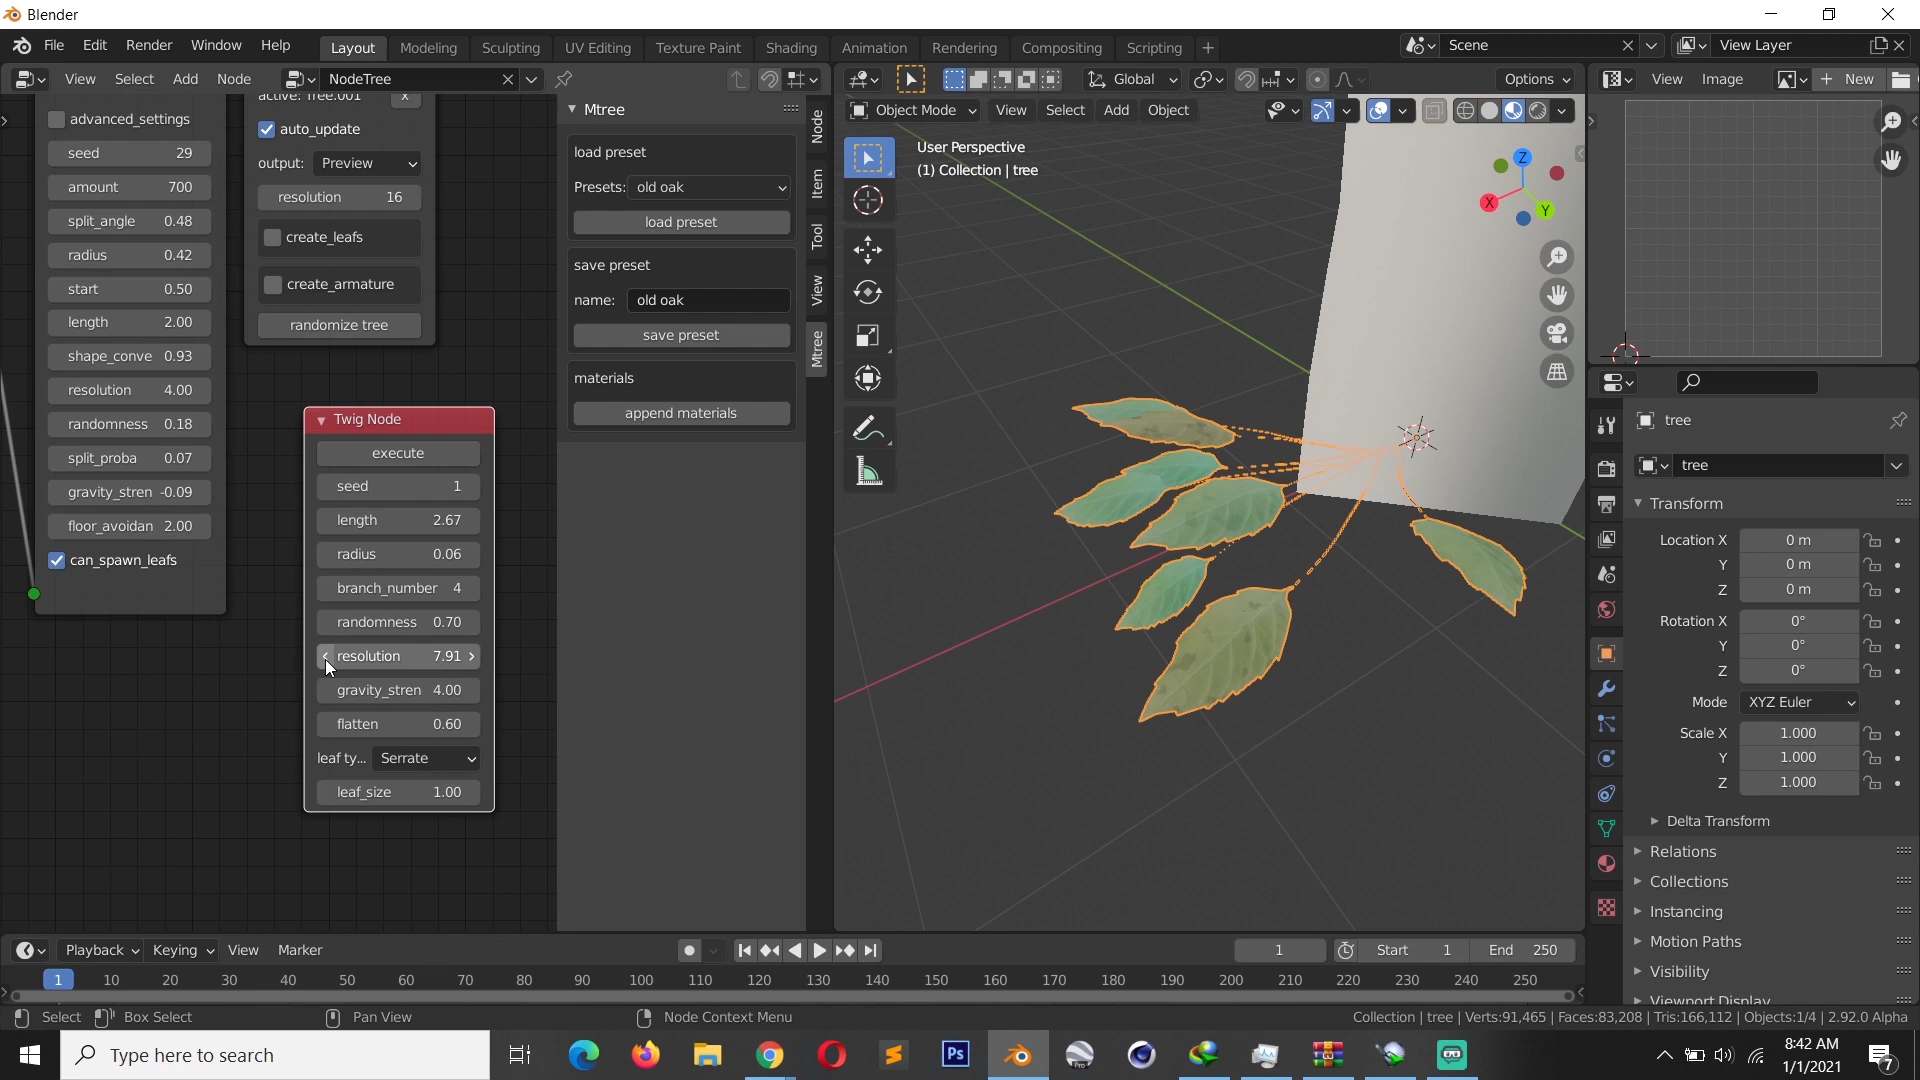 Blender
File Edit Render Window Help Layout Modeling Sculpting UV Editing Texture Paint Shading Animation Rendering Compositing Scripting + Scene View Layer
View Select Add Node NodeTree Global Options View Image New
Object Mode View Select Add Object
active: Tree.001 x
advanced_settings
seed 29
amount 700
split_angle 0.48
radius 0.42
start 0.50
length 2.00
shape_conve 0.93
resolution 4.00
randomness 0.18
split_proba 0.07
gravity_stren -0.09
floor_avoidan 2.00
can_spawn_leafs
auto_update
output: Preview
resolution 16
create_leafs
create_armature
randomize tree
Twig Node
execute
seed 1
length 2.67
radius 0.06
branch_number 4
randomness 0.70
resolution 7.91
gravity_stren 4.00
flatten 0.60
leaf ty... Serrate
leaf_size 1.00
Mtree
load preset
Presets: old oak
load preset
save preset
name: old oak
save preset
materials
append materials
Node
Item
Tool
View
Mtree
User Perspective
(1) Collection | tree
Z
X
Y
tree
tree
Transform
Location X 0 m
Y 0 m
Z 0 m
Rotation X 0°
Y 0°
Z 0°
Mode XYZ Euler
Scale X 1.000
Y 1.000
Z 1.000
Delta Transform
Relations
Collections
Instancing
Motion Paths
Visibility
Viewport Display
Playback Keying View Marker 1 Start 1 End 250
1 10 20 30 40 50 60 70 80 90 100 110 120 130 140 150 160 170 180 190 200 210 220 230 240 250
Select Box Select Pan View Node Context Menu Collection | tree | Verts:91,465 | Faces:83,208 | Tris:166,112 | Objects:1/4 | 2.92.0 Alpha
Type here to search
Ps
Pro
8:42 AM
1/1/2021
7